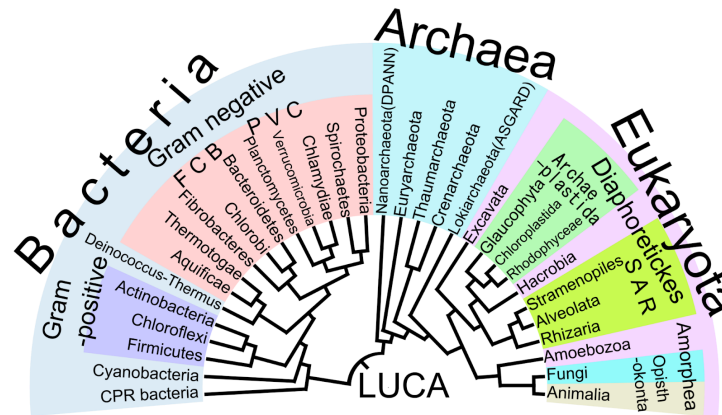 Bacteria
Gram negative
Gram
-positive
F C B
P V C
CPR bacteria
Cyanobacteria
Firmicutes
Chloroflexi
Actinobacteria
Deinococcus-Thermus
Aquificae
Thermotogae
Fibrobacteres
Chlorobi
Bacteroidetes
Planctomycetes
Verrucomicrobia
Chlamydiae
Spirochaetes
Proteobacteria
Archaea
Nanoarchaeota(DPANN)
Euryarchaeota
Thaumarchaeota
Crenarchaeota
Lokiarchaeota(ASGARD)
Eukaryota
Excavata
Diaphoretickes
Archae
-plastida
Glaucophyta
Chloroplastida
Rhodophyceae
Hacrobia
S A R
Stramenopiles
Alveolata
Rhizaria
Amorphea
Amoebozoa
Opisth
-okonta
Fungi
Animalia
LUCA